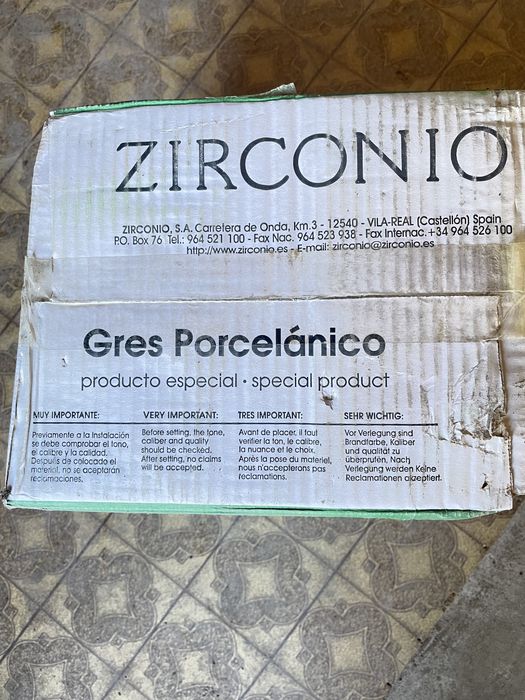 ZIRCONIO
ZIRCONIO, S.A. Carretera de Onda, Km.3 - 12540 - VILA-REAL (Castellón) Spain
P.O. Box 76 Tel.: 964 521 100 - Fax Nac. 964 523 938 - Fax Internac. +34 964 526 100
http://www.zirconio.es - E-mail: zirconio@zirconio.es
Gres Porcelánico
producto especial • special product
MUY IMPORTANTE:
Previamente a la instalación
se debe comprobar el tono,
el calibre y la calidad.
Después de colocado el
material, no se aceptarán
reclamaciones.
VERY IMPORTANT:
Before setting, the tone,
caliber and quality
should be checked.
After setting, no claims
will be accepted.
TRES IMPORTANT:
Avant de placer, il faut
verifier la ton, le calibre,
la nuance et le choix.
Après la pose du materiel,
nous n'accepterons pas
reclamations.
SEHR WICHTIG:
Vor Verlegung sind
Brandfarbe, Kaliber
und qualität zu
überprüfen. Nach
Verlegung werden Keine
Reclamationen akzeptiert.